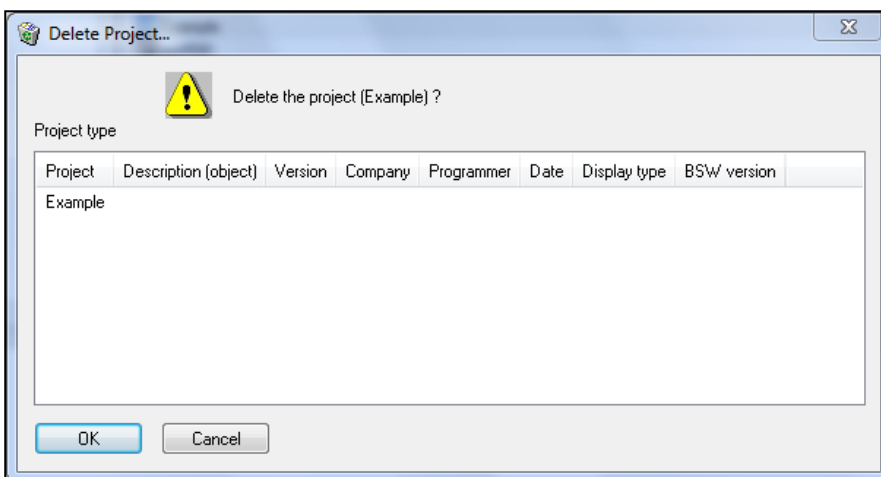 Delete Project...
Delete the project (Example) ?
Project type
Project Description (object) Version Company Programmer Date Display type BSW version
Example
OK Cancel